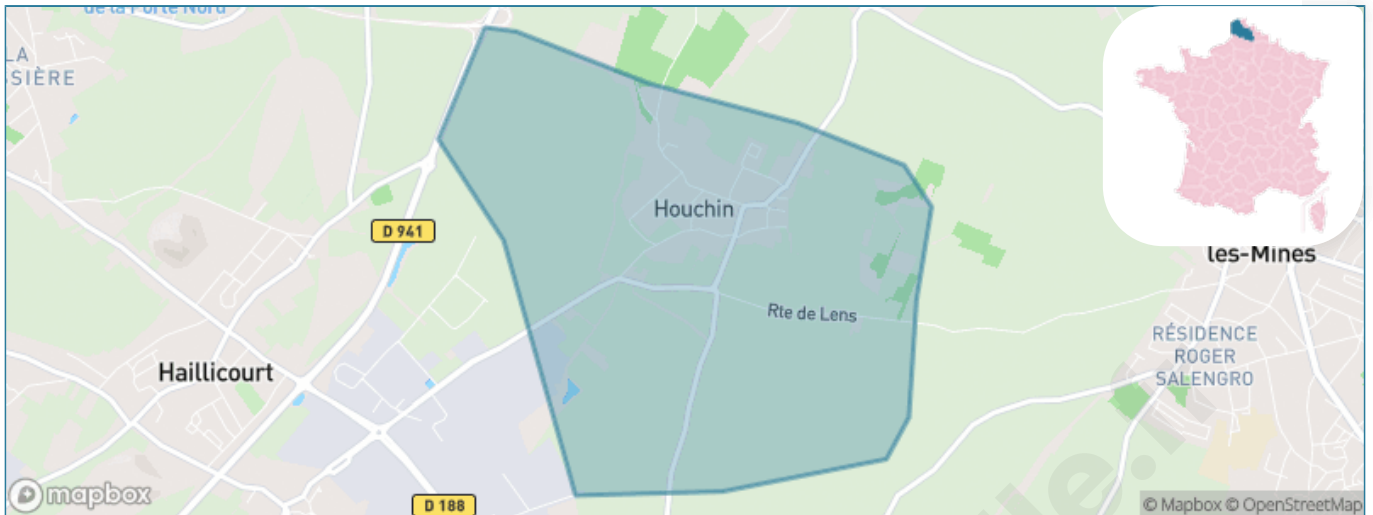 de la Porte Nord
LA
SSIÈRE
Houchin
D 941
les-Mines
Rte de Lens
RÉSIDENCE
ROGER
SALENGRO
Haillicourt
mapbox
D 188
© Mapbox © OpenStreetMap